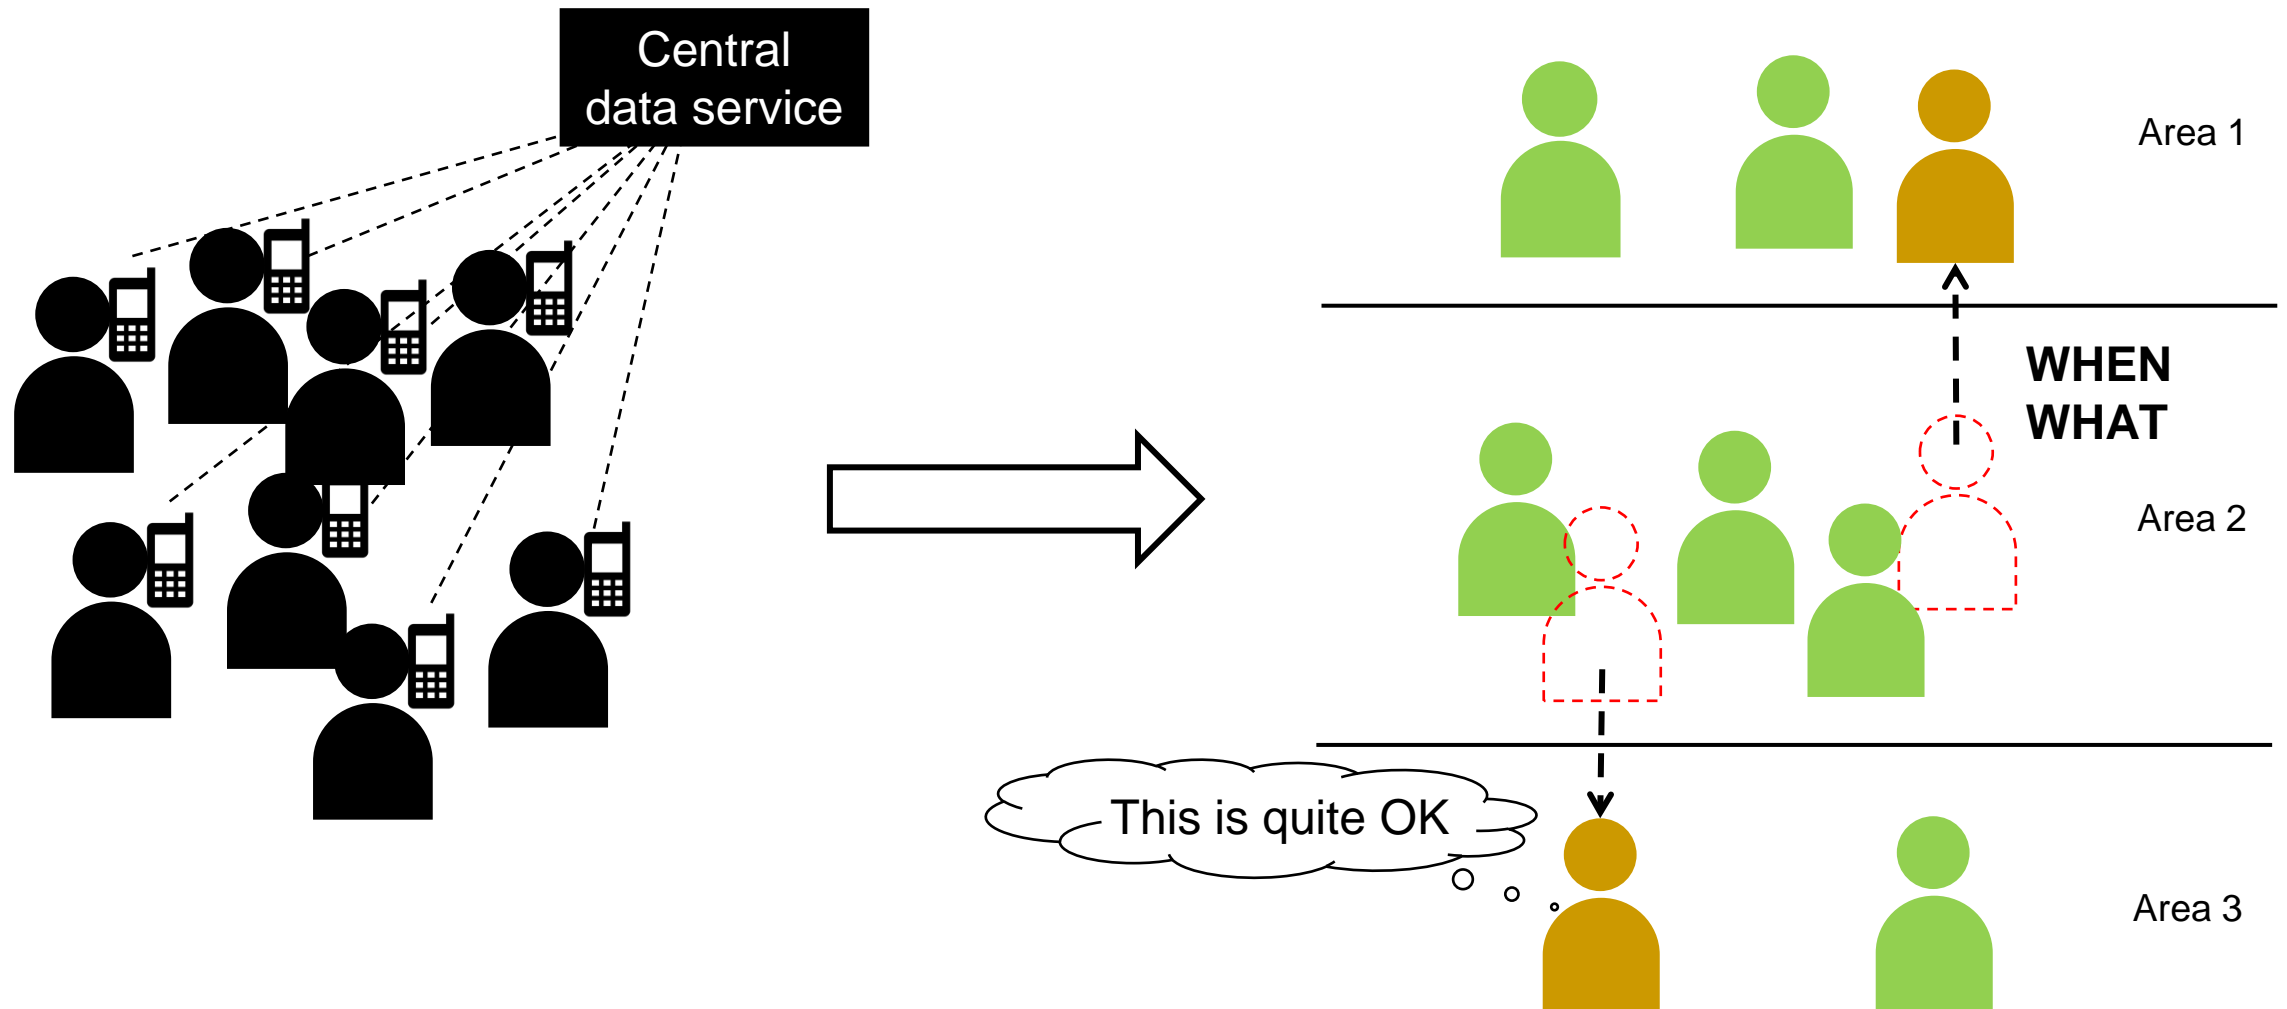 Central
data service
Area 1
WHEN
WHAT
Area 2
This is quite OK
Area 3